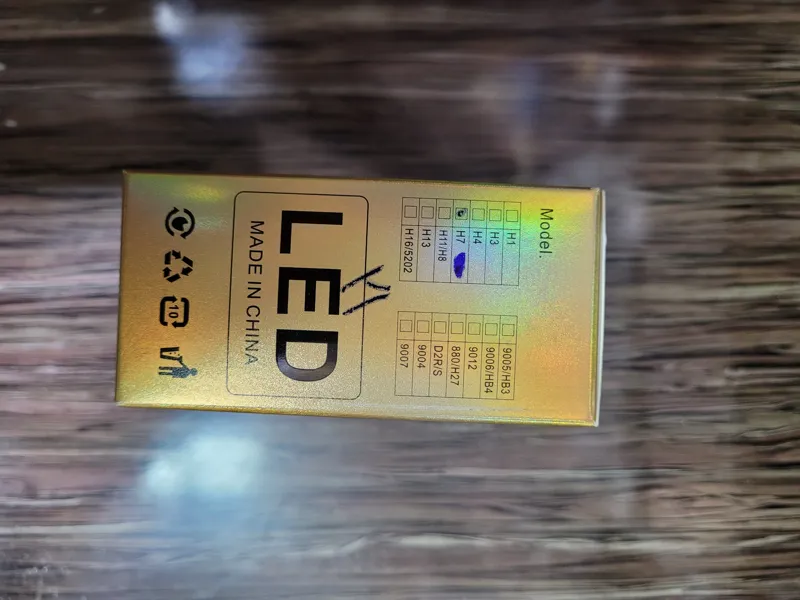 Model.
H1
H3
H4
H7
H11/H8
H13
H16/5202
9005/HB3
9006/HB4
9012
880/H27
D2R/S
9004
9007
LED
MADE IN CHINA
10